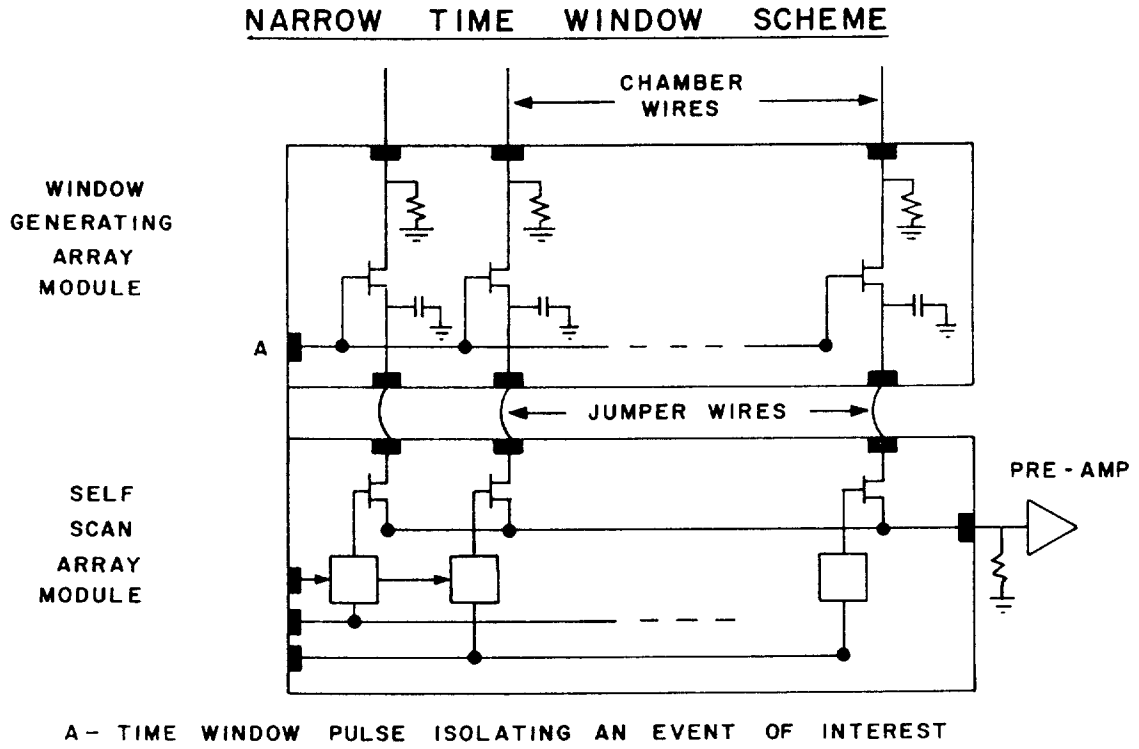 NARROW TIME WINDOW SCHEME
CHAMBER
WIRES
WINDOW
GENERATING
ARRAY
MODULE
A
JUMPER WIRES
PRE-AMP
SELF
SCAN
ARRAY
MODULE
A- TIME WINDOW PULSE ISOLATING AN EVENT OF INTEREST